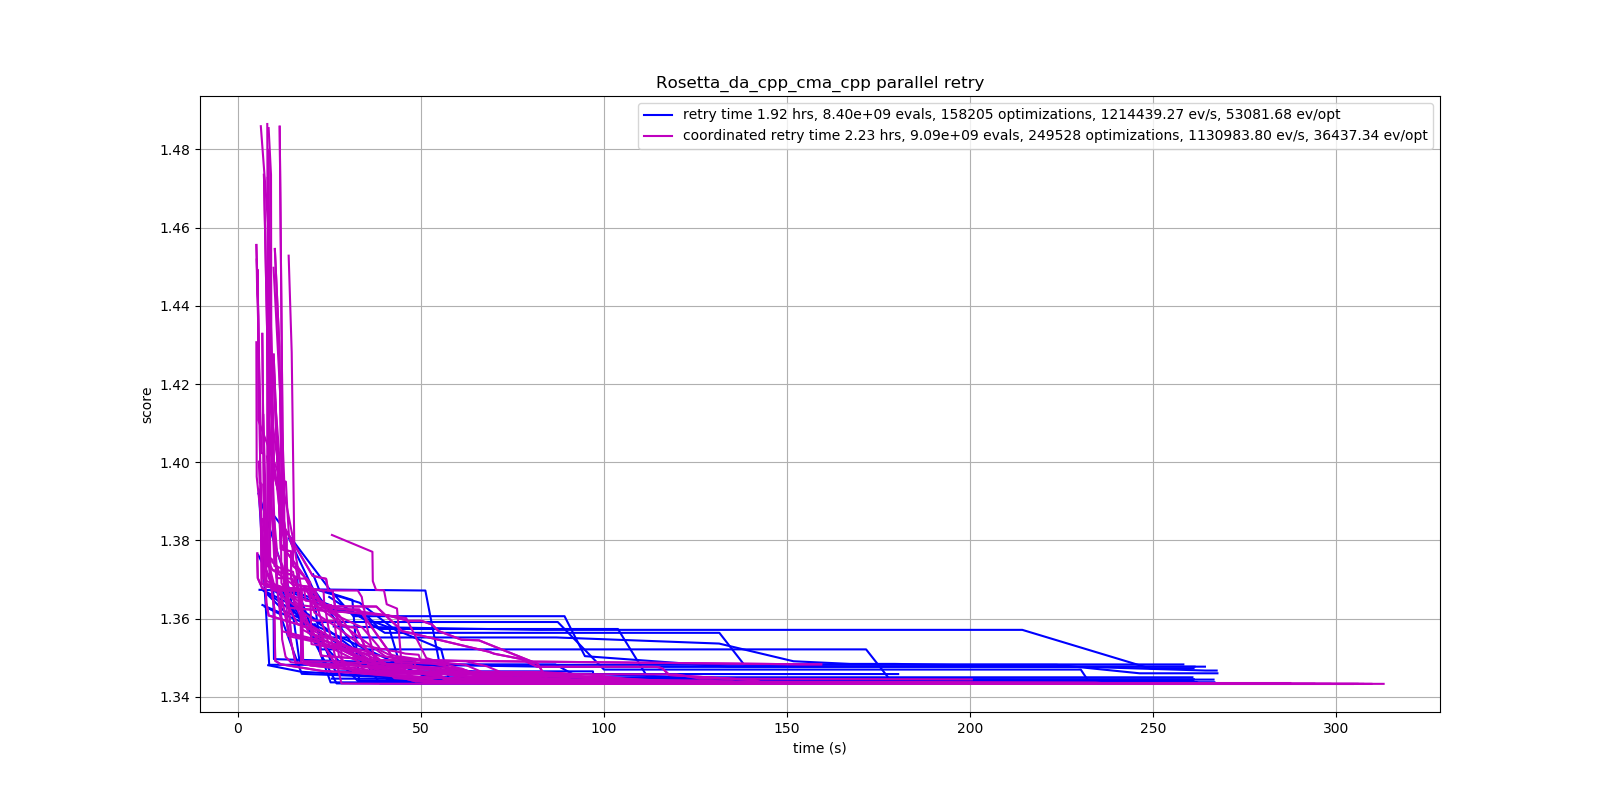 Rosetta_da_cpp_cma_cpp parallel retry
retry time 1.92 hrs, 8.40e+09 evals, 158205 optimizations, 1214439.27 ev/s, 53081.68 ev/opt
coordinated retry time 2.23 hrs, 9.09e+09 evals, 249528 optimizations, 1130983.80 ev/s, 36437.34 ev/opt
1.48
1.46
1.44
1.42
1.40
1.38
1.36
1.34
score
0 50 100 150 200 250 300
time (s)